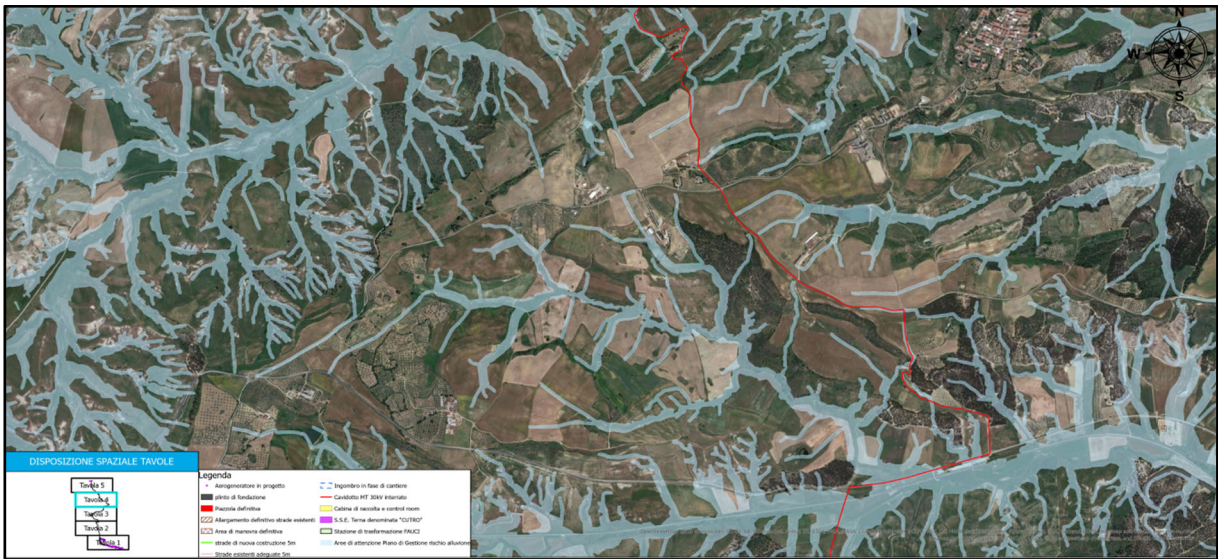 N
W
S
DISPOSIZIONE SPAZIALE TAVOLE
Tavola 5
Tavola 4
Tavola 3
Tavola 2
Tavola 1
Legenda
Aerogeneratore in progetto
plinto di fondazione
Piazzola definitiva
Allargamento definitivo strade esistenti
Area di manovra definitiva
strade di nuova costruzione 5m
Strade esistenti adeguate 5m
Ingombro in fase di cantiere
Cavidotto MT 30kV interrato
Cabina di raccolta e control room
S.S.E. Terna denominata "CUTRO"
Stazione di trasformazione FAUCI
Aree di attenzione Piano di Gestione rischio alluvione